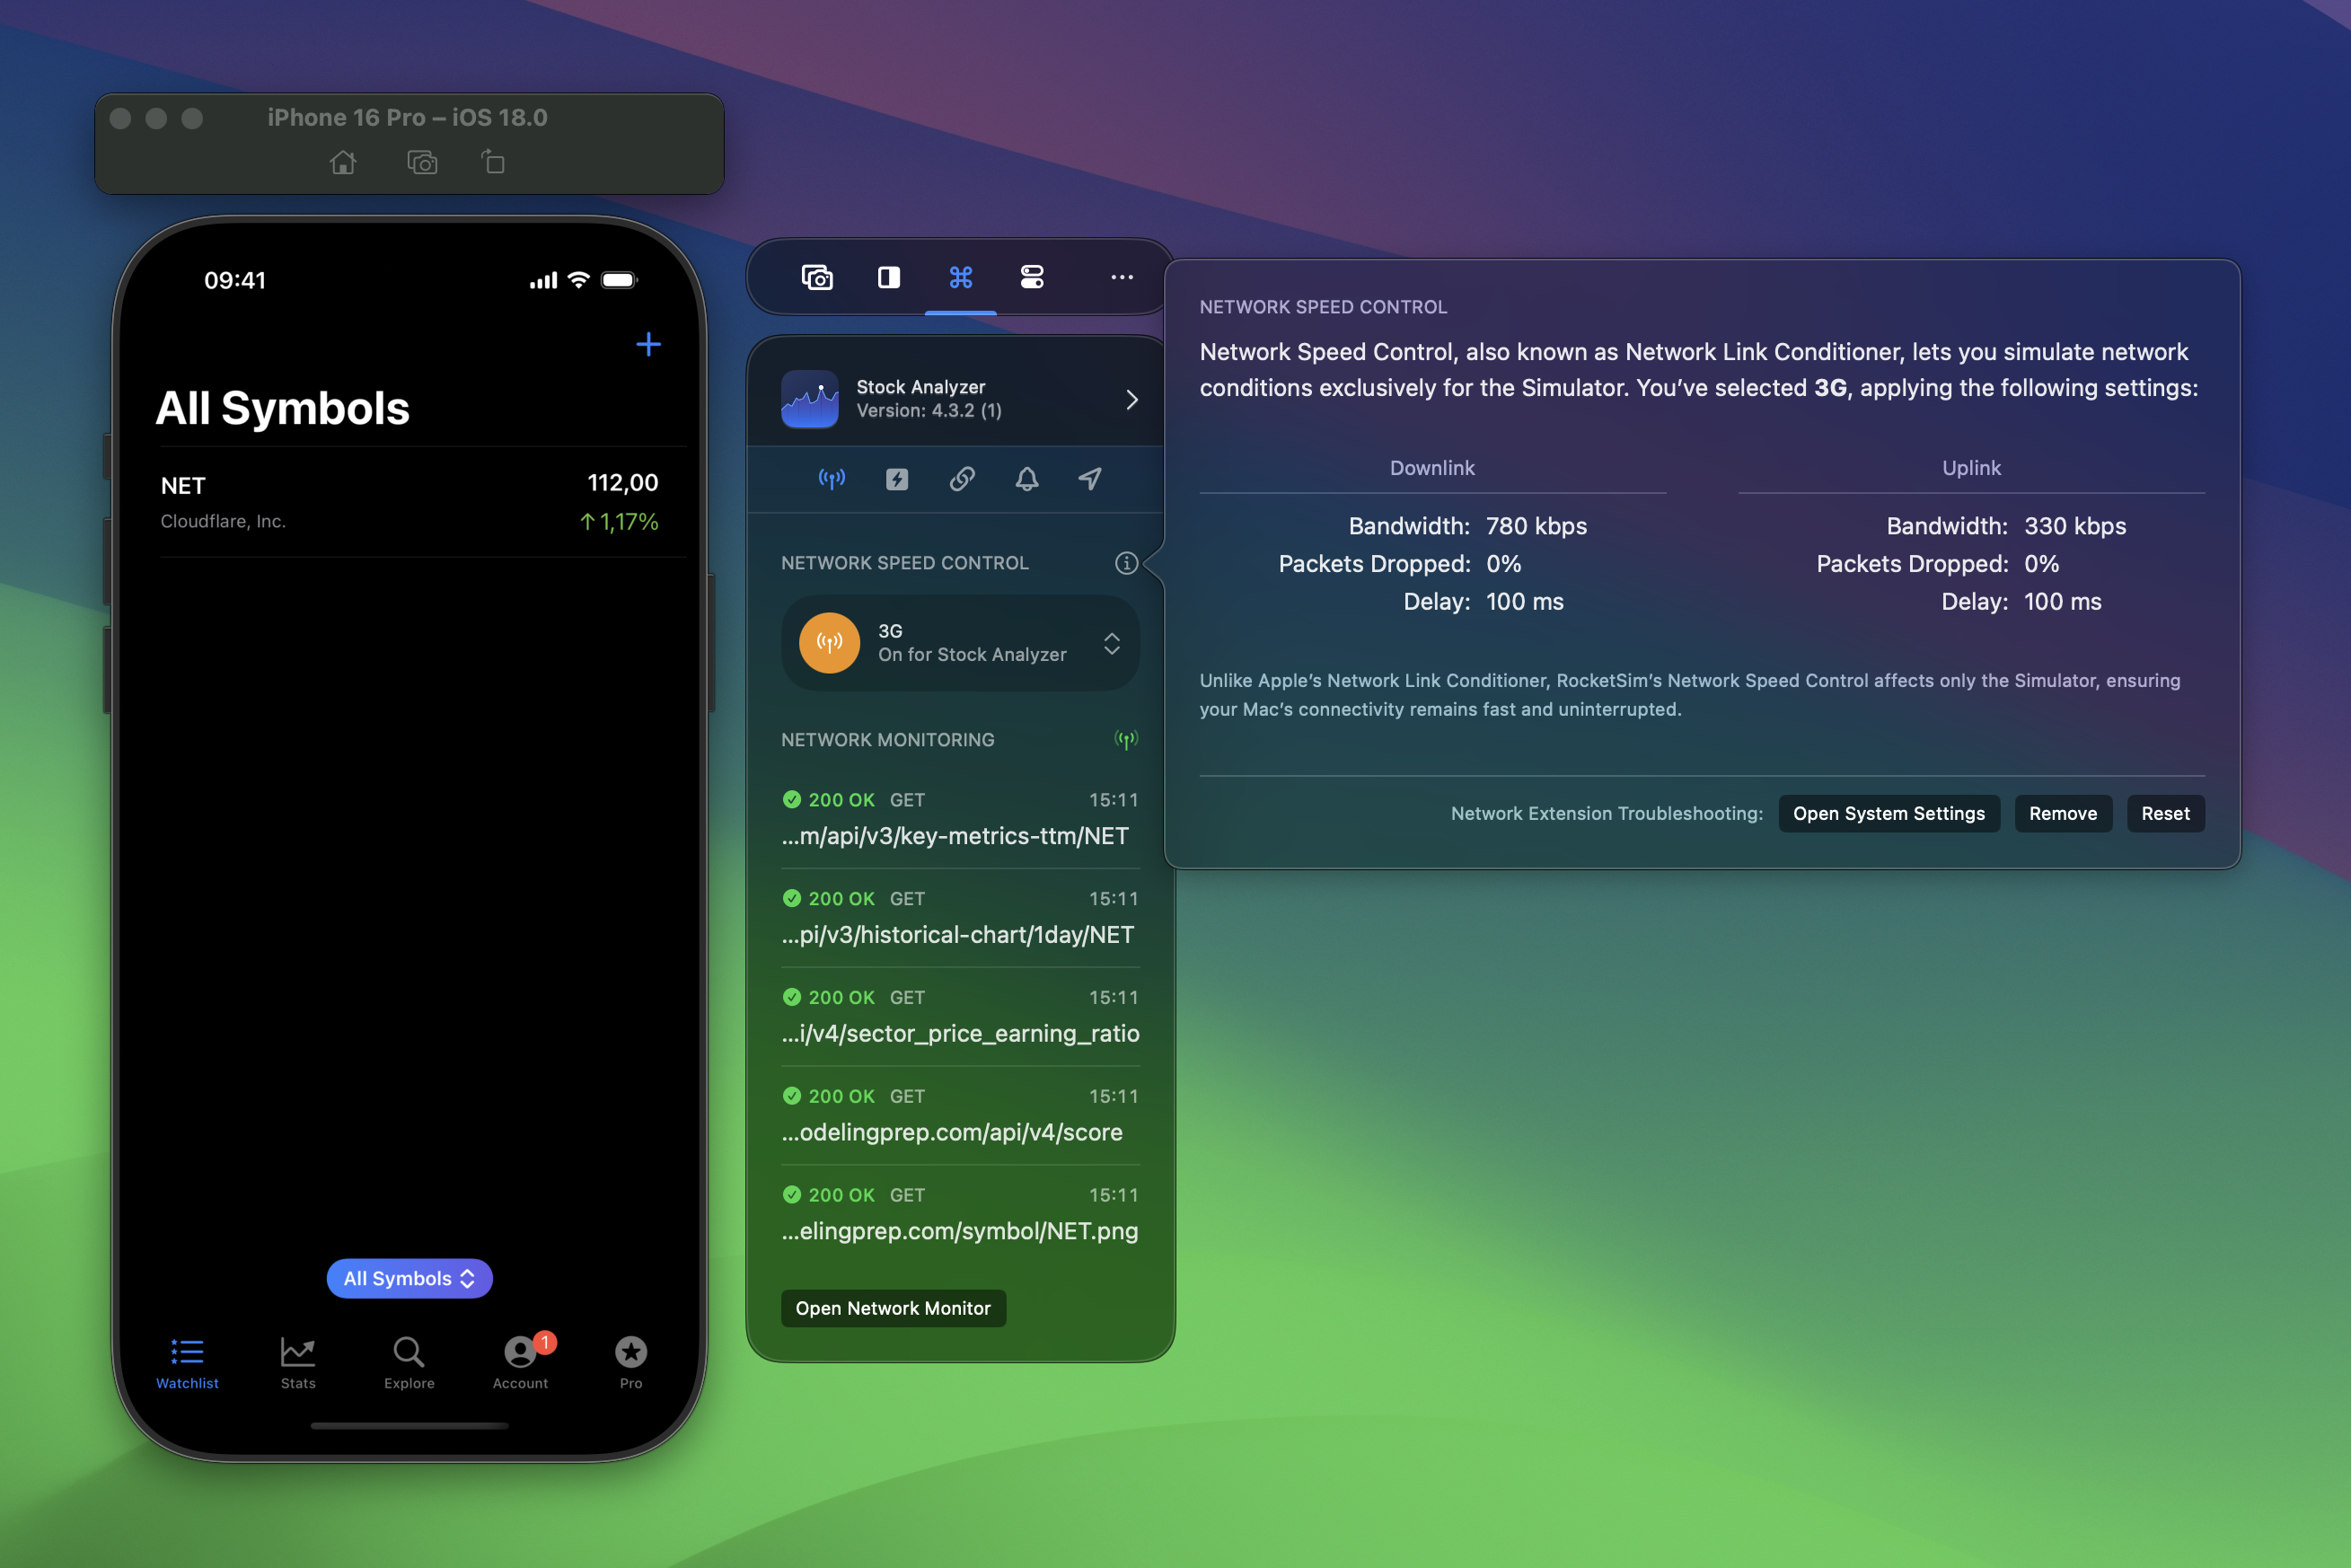 iPhone 16 Pro – iOS 18.0
09:41
All Symbols
NET
112,00
Cloudflare, Inc.
↑1,17%
All Symbols
Watchlist
Stats
Explore
Account
1
Pro
Stock Analyzer
Version: 4.3.2 (1)
NETWORK SPEED CONTROL
3G
On for Stock Analyzer
NETWORK MONITORING
200 OK GET 15:11
...m/api/v3/key-metrics-ttm/NET
200 OK GET 15:11
...pi/v3/historical-chart/1day/NET
200 OK GET 15:11
...i/v4/sector_price_earning_ratio
200 OK GET 15:11
...odelingprep.com/api/v4/score
200 OK GET 15:11
...elingprep.com/symbol/NET.png
Open Network Monitor
NETWORK SPEED CONTROL
Network Speed Control, also known as Network Link Conditioner, lets you simulate network
conditions exclusively for the Simulator. You’ve selected 3G, applying the following settings:
Downlink
Bandwidth: 780 kbps
Packets Dropped: 0%
Delay: 100 ms
Uplink
Bandwidth: 330 kbps
Packets Dropped: 0%
Delay: 100 ms
Unlike Apple’s Network Link Conditioner, RocketSim’s Network Speed Control affects only the Simulator, ensuring
your Mac’s connectivity remains fast and uninterrupted.
Network Extension Troubleshooting: Open System Settings Remove Reset